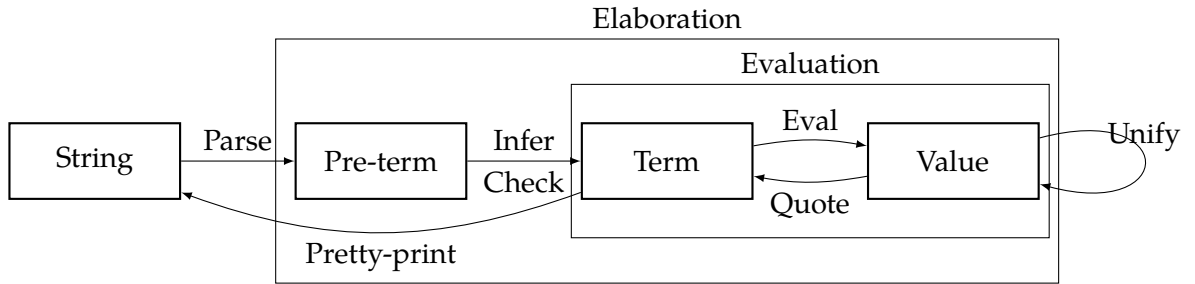 Elaboration
Evaluation
String
Parse
Pre-term
Infer
Check
Term
Eval
Quote
Value
Unify
Pretty-print